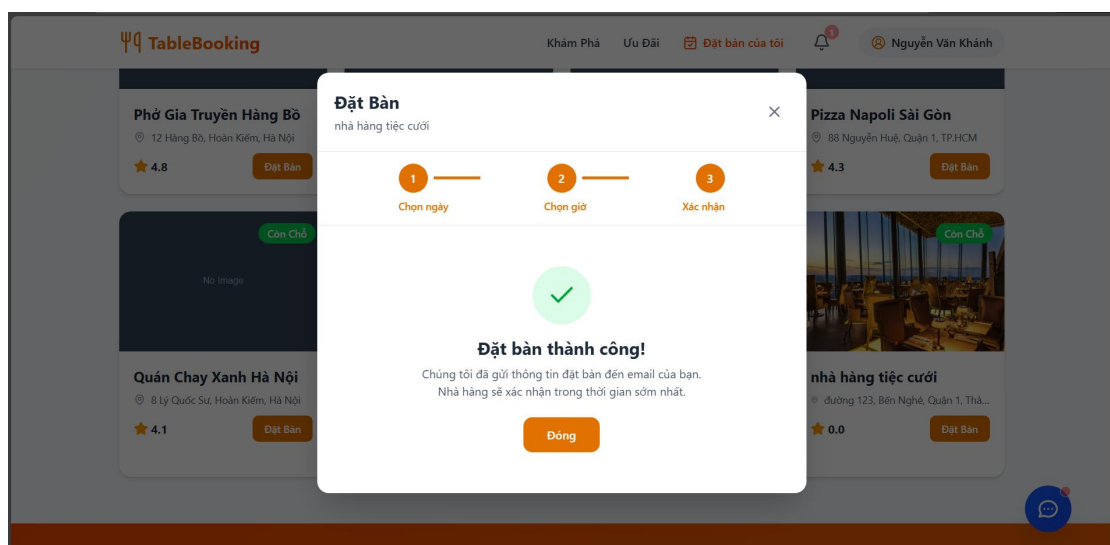 TableBooking
Khám Phá
Ưu Đãi
Đặt bàn của tôi
1
Nguyễn Văn Khánh
Phở Gia Truyền Hàng Bồ
12 Hàng Bồ, Hoàn Kiếm, Hà Nội
4.8
Đặt Bàn
Pizza Napoli Sài Gòn
88 Nguyễn Huệ, Quận 1, TP.HCM
4.3
Đặt Bàn
Đặt Bàn
nhà hàng tiệc cưới
1
2
3
Chọn ngày
Chọn giờ
Xác nhận
Đặt bàn thành công!
Chúng tôi đã gửi thông tin đặt bàn đến email của bạn.
Nhà hàng sẽ xác nhận trong thời gian sớm nhất.
Đóng
Còn Chỗ
No Image
Quán Chay Xanh Hà Nội
8 Lý Quốc Sư, Hoàn Kiếm, Hà Nội
4.1
Đặt Bàn
Còn Chỗ
nhà hàng tiệc cưới
đường 123, Bến Nghé, Quận 1, Thà...
0.0
Đặt Bàn